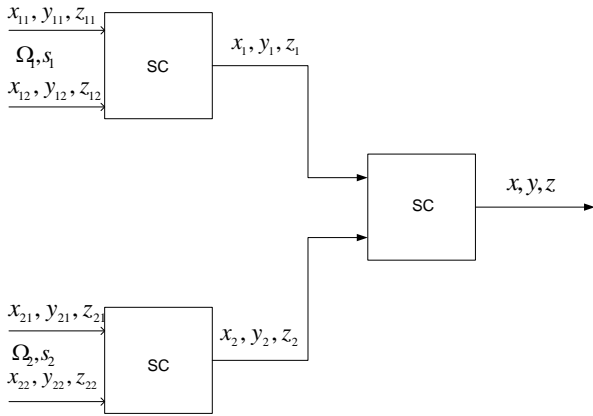 x₁₁, y₁₁, z₁₁
Ω₁,s₁
x₁₂, y₁₂, z₁₂
SC
x₁, y₁, z₁
SC
x, y, z
x₂₁, y₂₁, z₂₁
Ω₂,s₂
x₂₂, y₂₂, z₂₂
SC
x₂, y₂, z₂